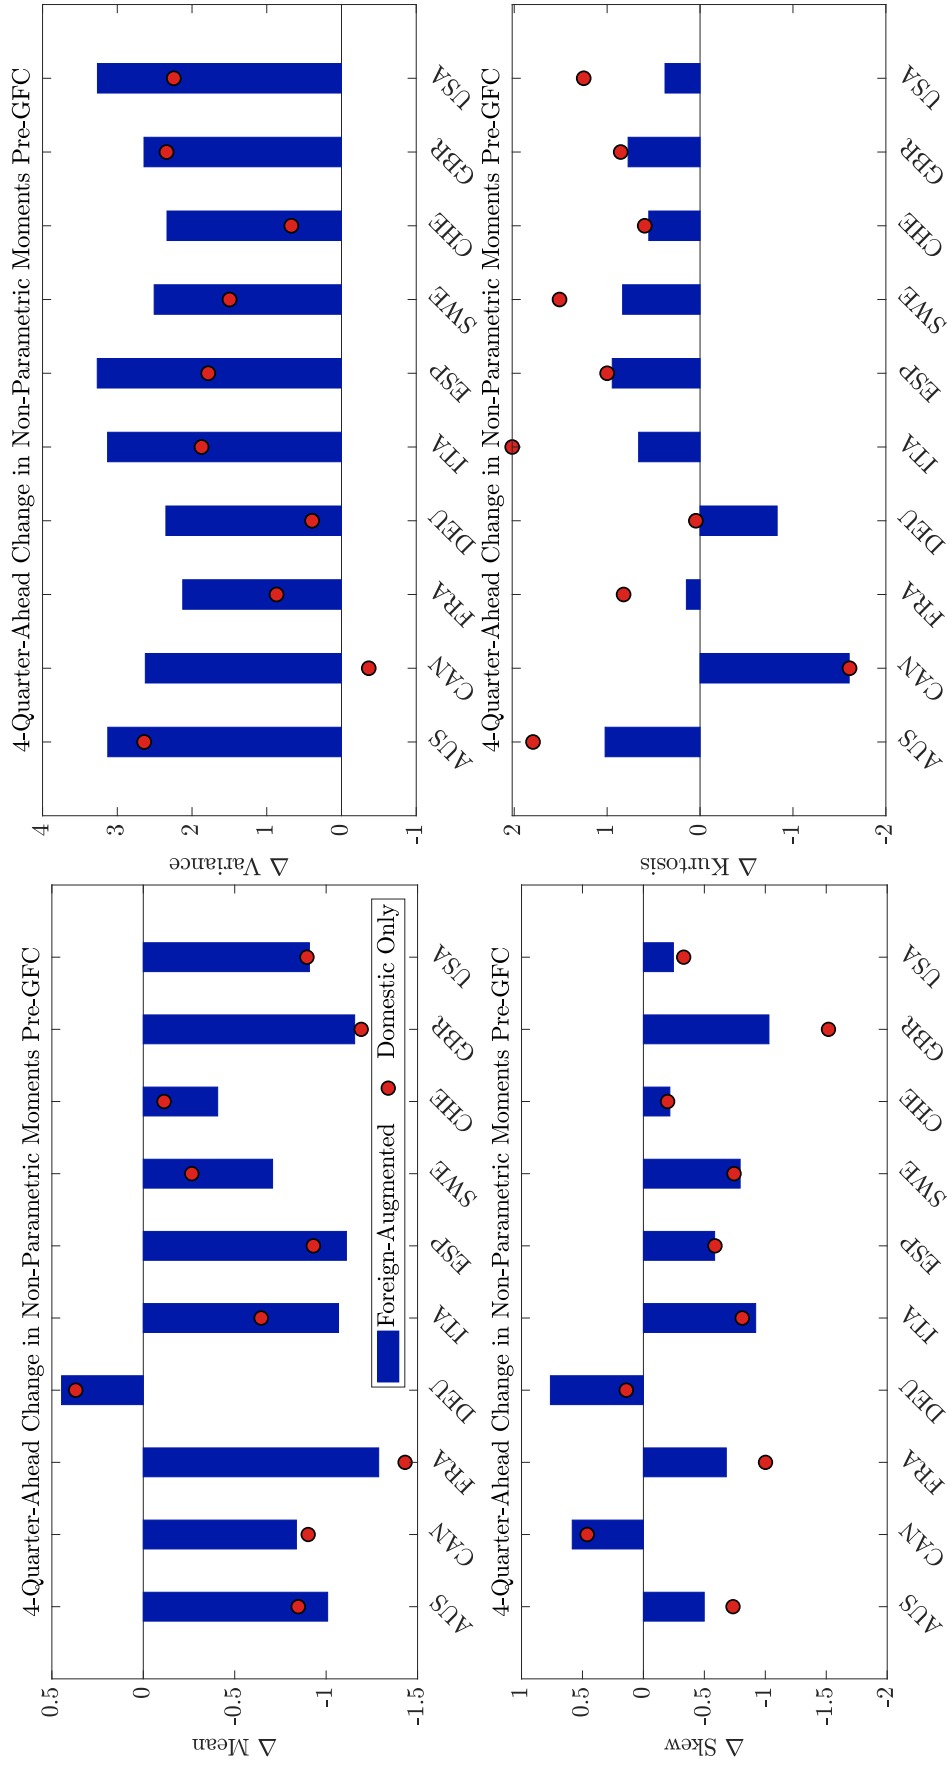 4-Quarter-Ahead Change in Non-Parametric Moments Pre-GFC
Δ Mean
0.5
0
-0.5
-1
-1.5
AUS CAN FRA DEU ITA ESP SWE CHE GBR USA
Foreign-Augmented Domestic Only
4-Quarter-Ahead Change in Non-Parametric Moments Pre-GFC
Δ Variance
4
3
2
1
0
-1
AUS CAN FRA DEU ITA ESP SWE CHE GBR USA
4-Quarter-Ahead Change in Non-Parametric Moments Pre-GFC
Δ Skew
1
0.5
0
-0.5
-1
-1.5
-2
AUS CAN FRA DEU ITA ESP SWE CHE GBR USA
4-Quarter-Ahead Change in Non-Parametric Moments Pre-GFC
Δ Kurtosis
2
1
0
-1
-2
AUS CAN FRA DEU ITA ESP SWE CHE GBR USA